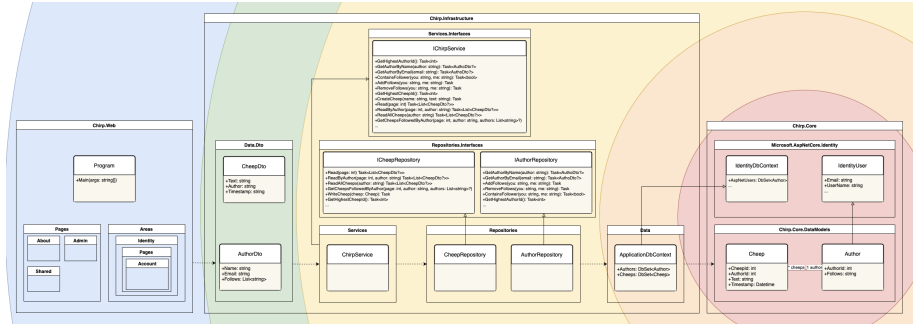 Chirp.Infrastructure
Services.Interfaces
IChirpService
+GetHighestAuthorId(): Task<int>
+GetAuthorByName(author: string): Task<AuthoDto?>
+GetAuthorByEmail(email: string): Task<AuthoDto?>
+ContainsFollower(you: string, me: string): Task<bool>
+AddFollows(you: string, me: string): Task
+RemoveFollows(you: string, me: string): Task
+GetHighestCheepId(): Task<int>
+CreateCheep(name: string, text: string): Task
+Read(page: int) Task<List<CheepDto?>>
+ReadByAuthor(page: int, author: string): Task<List<CheepDto?>>
+ReadAllCheeps(author: string): Task<List<CheepDto?>>
+GetCheepsFollowedByAuthor(page: int, author: string, authors: List<string>?)
...
Chirp.Web
Program
+Main(args: string[])
Pages
About
Admin
Shared
Areas
Identity
Pages
Account
Data.Dto
CheepDto
+Text: string
+Author: string
+Timestamp: string
AuthorDto
+Name: string
+Email: string
+Follows: List<string>
Repositories.Interfaces
ICheepRepository
+Read(page: int) Task<List<CheepDto?>>
+ReadByAuthor(page: int, author: string) Task<List<CheepDto?>>
+ReadAllCheeps(author: string) Task<List<CheepDto?>>
+GetCheepsFollowedByAuthor(page: int, author: string, authors: List<string>?)
+WriteCheep(cheep: Cheep): Task
+GetHighestCheepId(): Task<int>
...
IAuthorRepository
+GetAuthorByName(author: string): Task<AuthorDto?>
+GetAuthorByEmail(email: string): Task<AuthorDto?>
+AddFollows(you: string, me: string): Task
+RemoveFollows(you: string, me: string): Task
+ContainsFollower(you: string, me: string): Task<bool>
+GetHighestAuthorId(): Task<int>
...
Services
ChirpService
Repositories
CheepRepository
AuthorRepository
Data
ApplicationDbContext
+Authors: DbSet<Author>
+Cheeps: DbSet<Cheep>
Chirp.Core
Microsoft.AspNetCore.Identity
IdentityDbContext
+AspNetUsers: DbSet<Author>
...
IdentityUser
+Email: string
+UserName: string
...
Chirp.Core.DataModels
Cheep
+CheepId: int
+AuthorId: int
+Text: string
+Timestamp: Datetime
* cheeps
1 author
Author
+AuthorId: int
+Follows: string